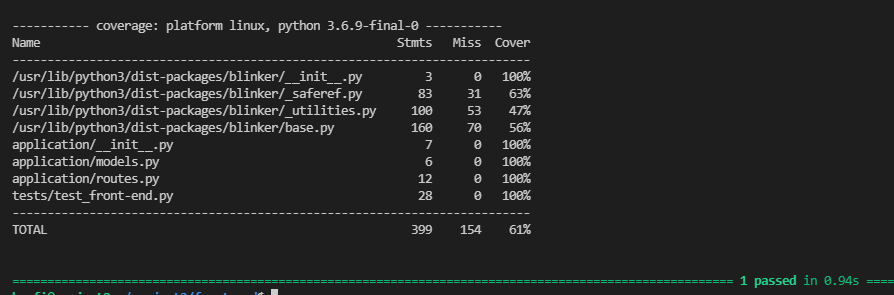 ----------- coverage: platform linux, python 3.6.9-final-0 -----------
Name                                             Stmts   Miss  Cover
--------------------------------------------------------------------
/usr/lib/python3/dist-packages/blinker/__init__.py       3      0   100%
/usr/lib/python3/dist-packages/blinker/_saferef.py      83     31    63%
/usr/lib/python3/dist-packages/blinker/_utilities.py   100     53    47%
/usr/lib/python3/dist-packages/blinker/base.py         160     70    56%
application/__init__.py                                  7      0   100%
application/models.py                                    6      0   100%
application/routes.py                                   12      0   100%
tests/test_front-end.py                                 28      0   100%
--------------------------------------------------------------------
TOTAL                                                  399    154    61%
==================== 1 passed in 0.94s ====